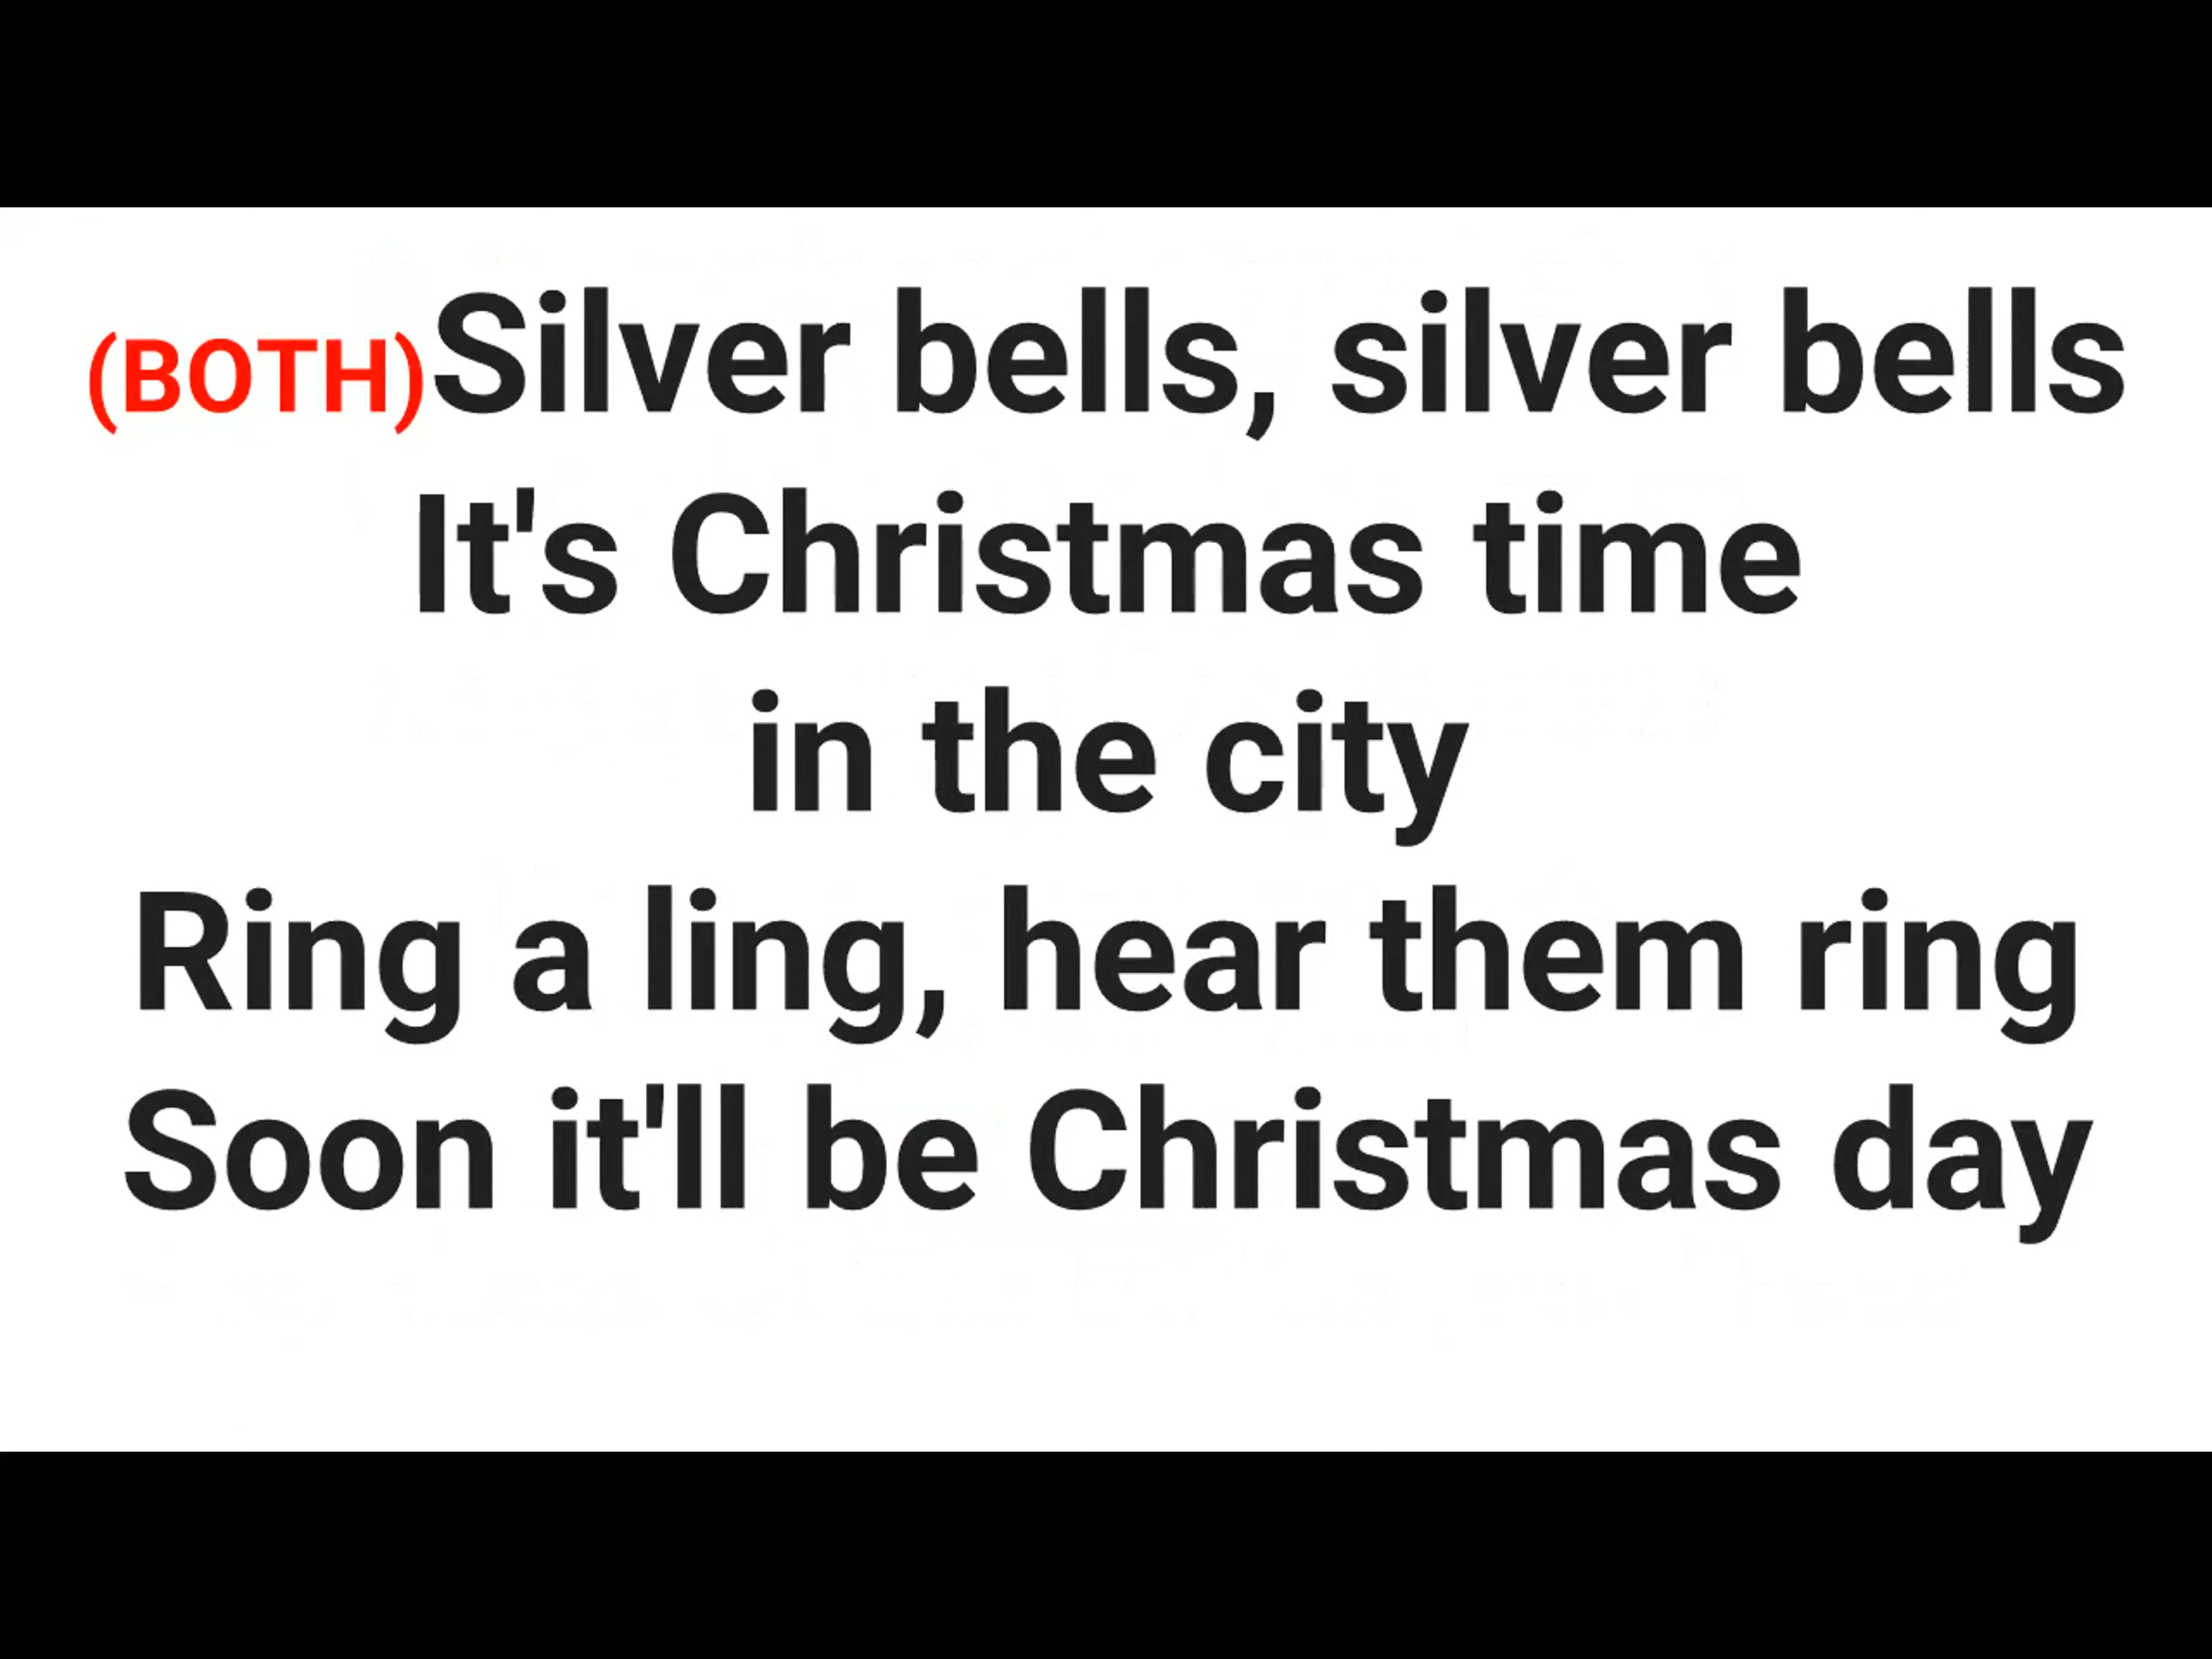 (BOTH)Silver bells, silver bells
It's Christmas time
in the city
Ring a ling, hear them ring
Soon it'll be Christmas day